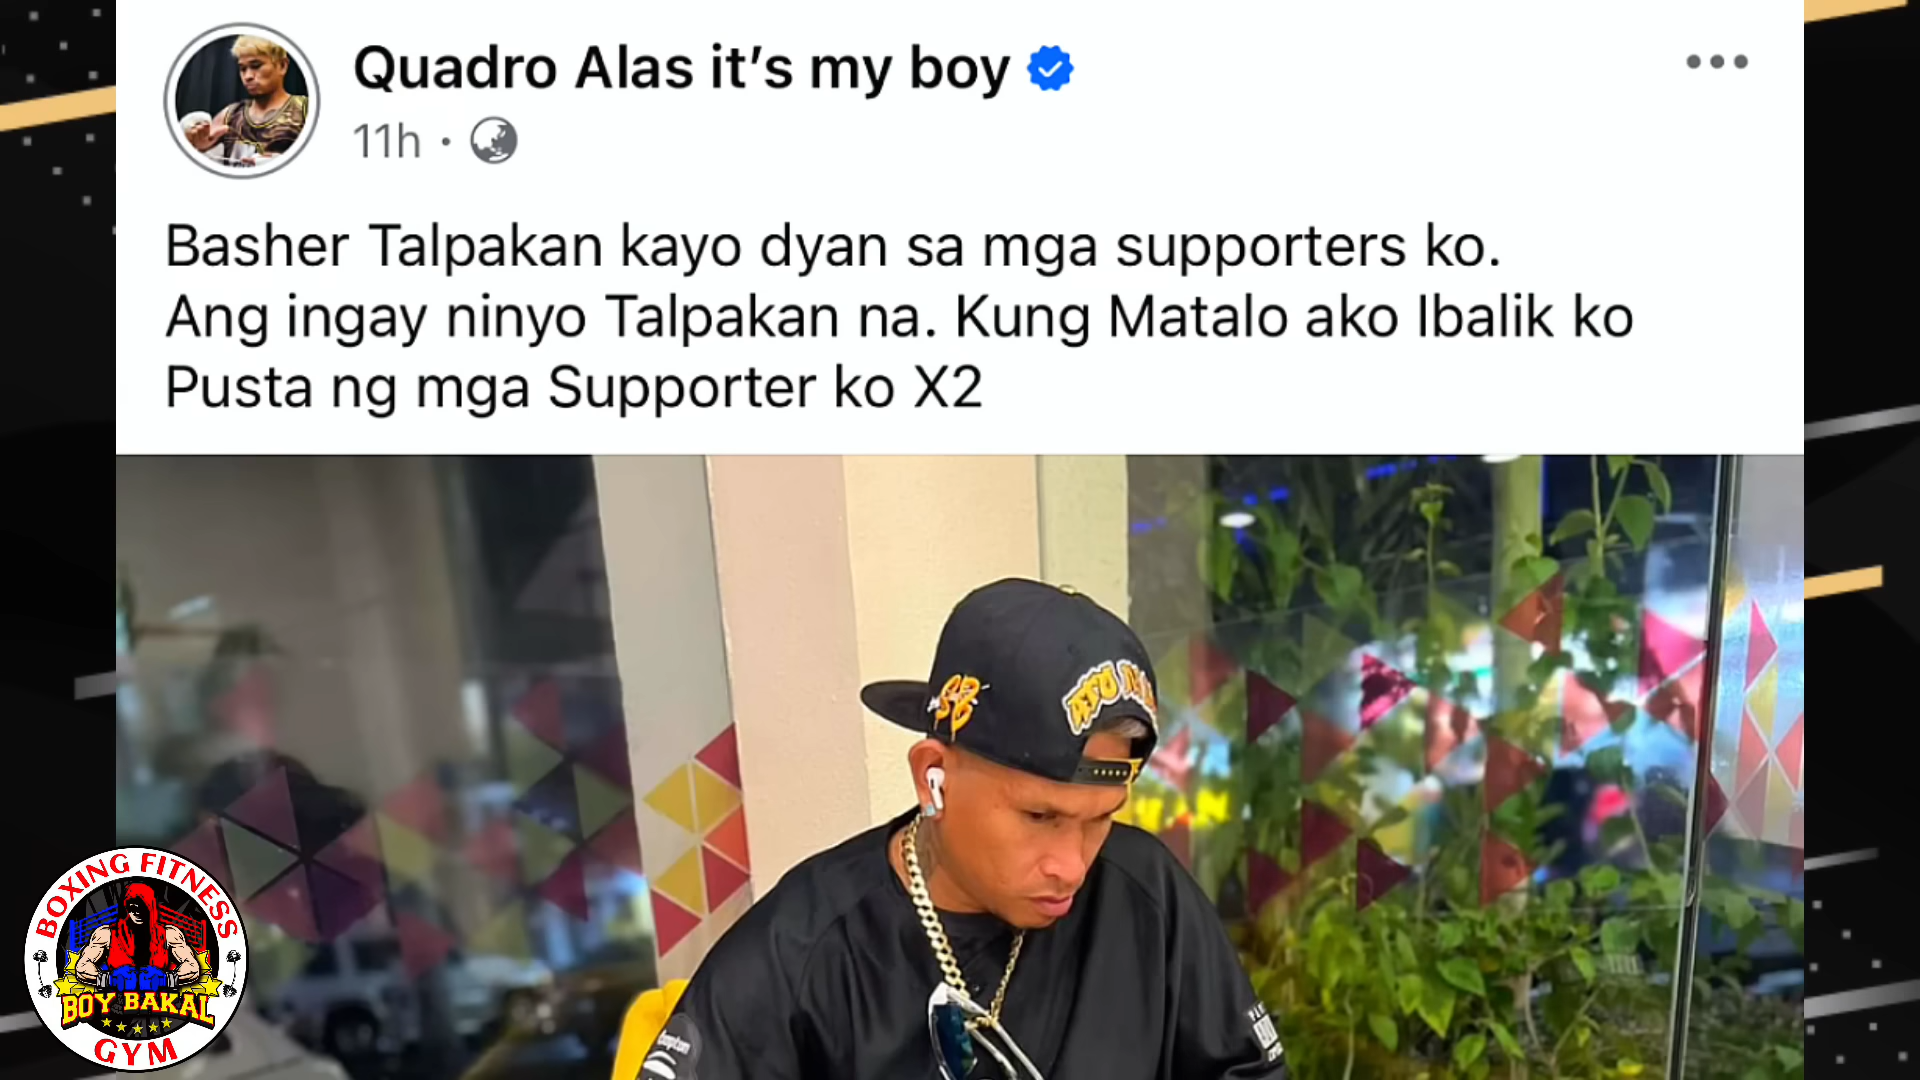 Quadro Alas it's my boy
11h
Basher Talpakan kayo dyan sa mga supporters ko.
Ang ingay ninyo Talpakan na. Kung Matalo ako Ibalik ko
Pusta ng mga Supporter ko X2
BOXING FITNESS
BOY BAKAL
GYM